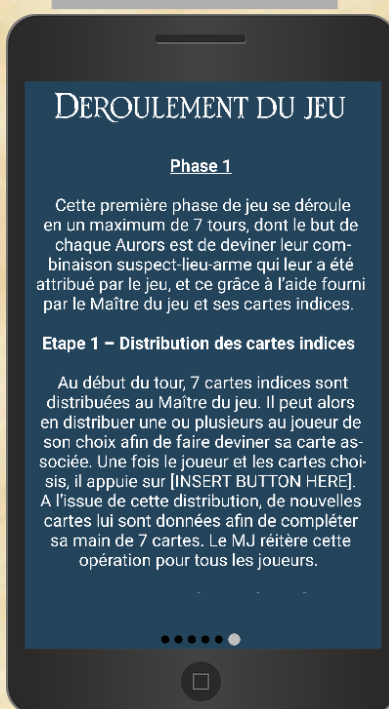 DEROULEMENT DU JEU
Phase 1
Cette première phase de jeu se déroule
en un maximum de 7 tours, dont le but de
chaque Aurors est de deviner leur com-
binaison suspect-lieu-arme qui leur a été
attribué par le jeu, et ce grâce à l'aide fourni
par le Maître du jeu et ses cartes indices.
Etape 1 – Distribution des cartes indices
Au début du tour, 7 cartes indices sont
distribuées au Maître du jeu. Il peut alors
en distribuer une ou plusieurs au joueur de
son choix afin de faire deviner sa carte as-
sociée. Une fois le joueur et les cartes choi-
sis, il appuie sur [INSERT BUTTON HERE].
A l'issue de cette distribution, de nouvelles
cartes lui sont données afin de compléter
sa main de 7 cartes. Le MJ réitère cette
opération pour tous les joueurs.